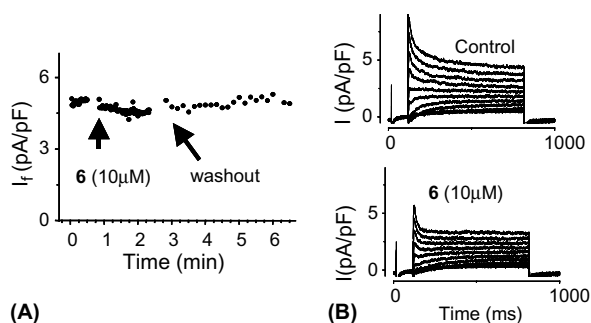 (A)
I_f (pA/pF)
6
3
0
6 (10μM)
washout
0 1 2 3 4 5 6
Time (min)
(B)
I (pA/pF)
5
0
Control
0 1000
I(pA/pF)
5
0
6 (10μM)
0 1000
Time (ms)